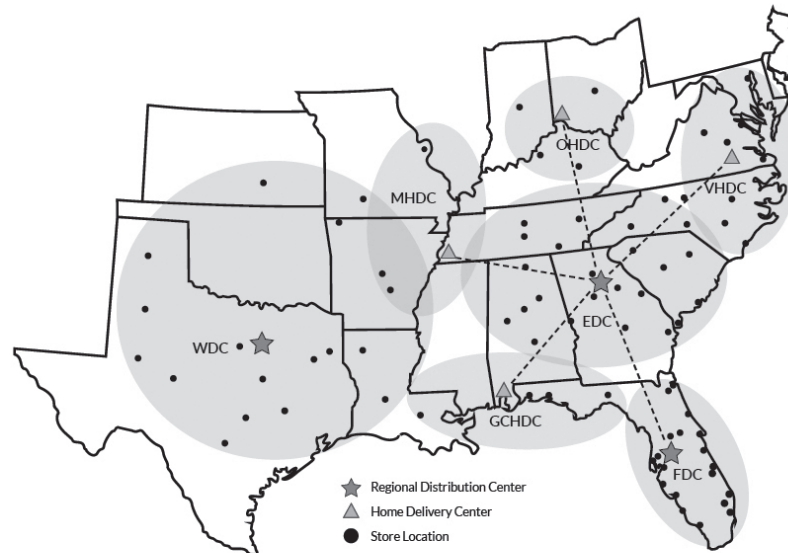 OHDC
MHDC
VHDC
EDC
WDC
GCHDC
FDC
Regional Distribution Center
Home Delivery Center
Store Location